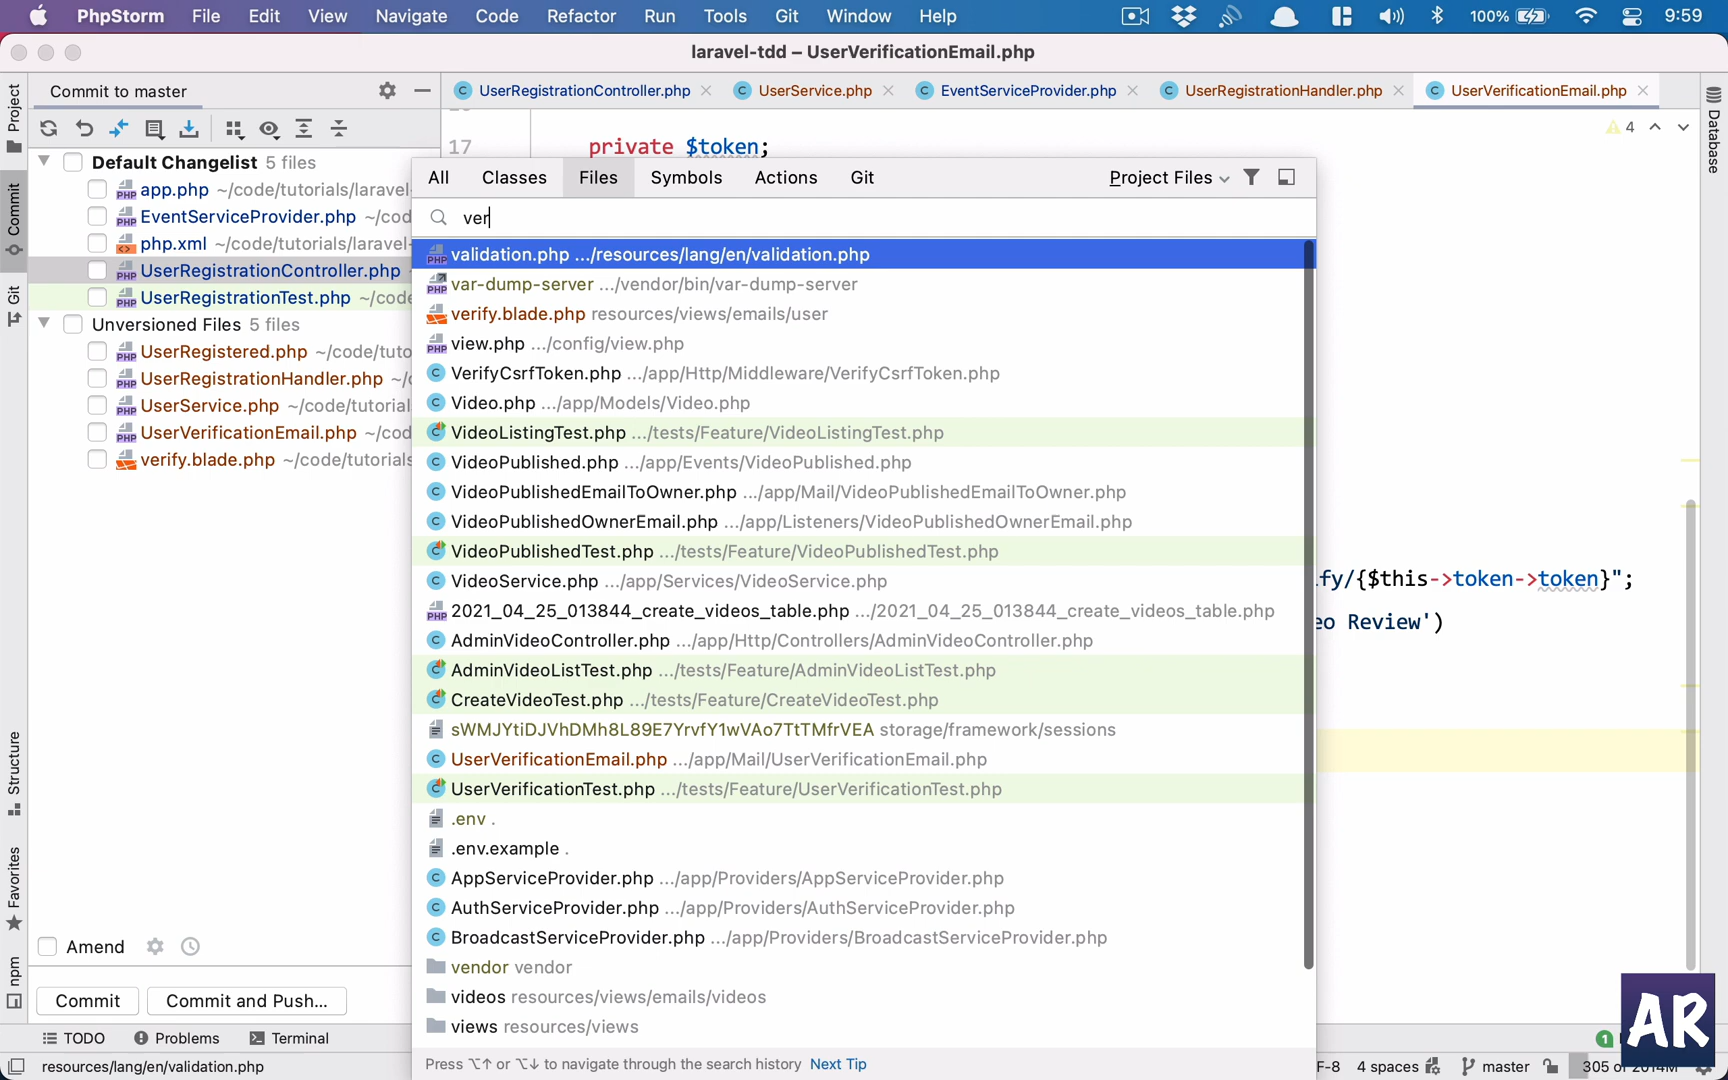 PhpStorm File Edit View Navigate Code Refactor Run Tools Git Window Help 100% 9:59
laravel-tdd – UserVerificationEmail.php
Project
Commit
Git
Structure
Favorites
npm
Database
Commit to master
UserRegistrationController.php UserService.php EventServiceProvider.php UserRegistrationHandler.php UserVerificationEmail.php
17 private $token;
4
Default Changelist 5 files
app.php ~/code/tutorials/laravel-
EventServiceProvider.php ~/cod
php.xml ~/code/tutorials/laravel-
UserRegistrationController.php
UserRegistrationTest.php ~/code
Unversioned Files 5 files
UserRegistered.php ~/code/tuto
UserRegistrationHandler.php ~/c
UserService.php ~/code/tutorial
UserVerificationEmail.php ~/cod
verify.blade.php ~/code/tutorials
Amend
Commit Commit and Push...
All Classes Files Symbols Actions Git Project Files
ver
validation.php .../resources/lang/en/validation.php
var-dump-server .../vendor/bin/var-dump-server
verify.blade.php resources/views/emails/user
view.php .../config/view.php
VerifyCsrfToken.php .../app/Http/Middleware/VerifyCsrfToken.php
Video.php .../app/Models/Video.php
VideoListingTest.php .../tests/Feature/VideoListingTest.php
VideoPublished.php .../app/Events/VideoPublished.php
VideoPublishedEmailToOwner.php .../app/Mail/VideoPublishedEmailToOwner.php
VideoPublishedOwnerEmail.php .../app/Listeners/VideoPublishedOwnerEmail.php
VideoPublishedTest.php .../tests/Feature/VideoPublishedTest.php
VideoService.php .../app/Services/VideoService.php
2021_04_25_013844_create_videos_table.php .../2021_04_25_013844_create_videos_table.php
AdminVideoController.php .../app/Http/Controllers/AdminVideoController.php
AdminVideoListTest.php .../tests/Feature/AdminVideoListTest.php
CreateVideoTest.php .../tests/Feature/CreateVideoTest.php
sWMJYtiDJVhDMh8L89E7YrvfY1wVAo7TtTMfrVEA storage/framework/sessions
UserVerificationEmail.php .../app/Mail/UserVerificationEmail.php
UserVerificationTest.php .../tests/Feature/UserVerificationTest.php
.env .
.env.example .
AppServiceProvider.php .../app/Providers/AppServiceProvider.php
AuthServiceProvider.php .../app/Providers/AuthServiceProvider.php
BroadcastServiceProvider.php .../app/Providers/BroadcastServiceProvider.php
vendor vendor
videos resources/views/emails/videos
views resources/views
Press ⌥↑ or ⌥↓ to navigate through the search history Next Tip
ify/{$this->token->token}";
eo Review')
TODO Problems Terminal 1
resources/lang/en/validation.php F-8 4 spaces master 305 of 2014M
AR